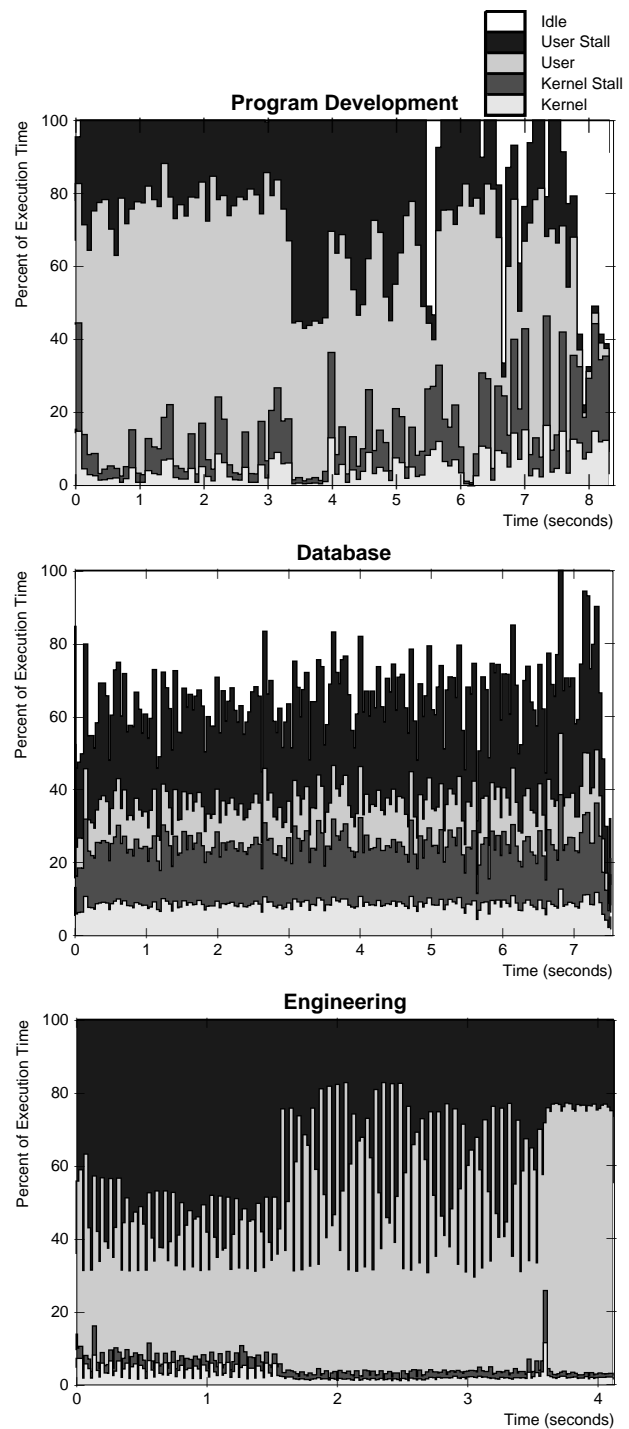 Idle
User Stall
User
Kernel Stall
Kernel
Program Development
Percent of Execution Time
100
80
60
40
20
0
0 1 2 3 4 5 6 7 8
Time (seconds)
Database
Percent of Execution Time
100
80
60
40
20
0
0 1 2 3 4 5 6 7
Time (seconds)
Engineering
Percent of Execution Time
100
80
60
40
20
0
0 1 2 3 4
Time (seconds)